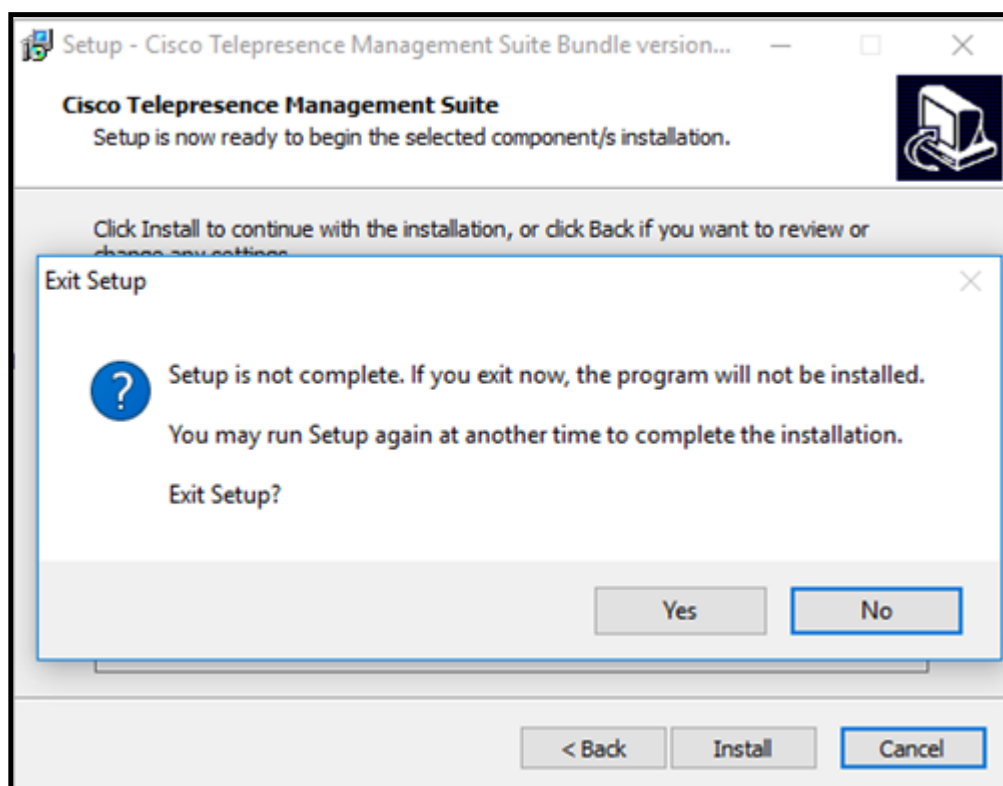 Setup - Cisco Telepresence Management Suite Bundle version...
Cisco Telepresence Management Suite
Setup is now ready to begin the selected component/s installation.
Click Install to continue with the installation, or click Back if you want to review or
change any settings
Exit Setup
Setup is not complete. If you exit now, the program will not be installed.
You may run Setup again at another time to complete the installation.
Exit Setup?
Yes
No
< Back
Install
Cancel